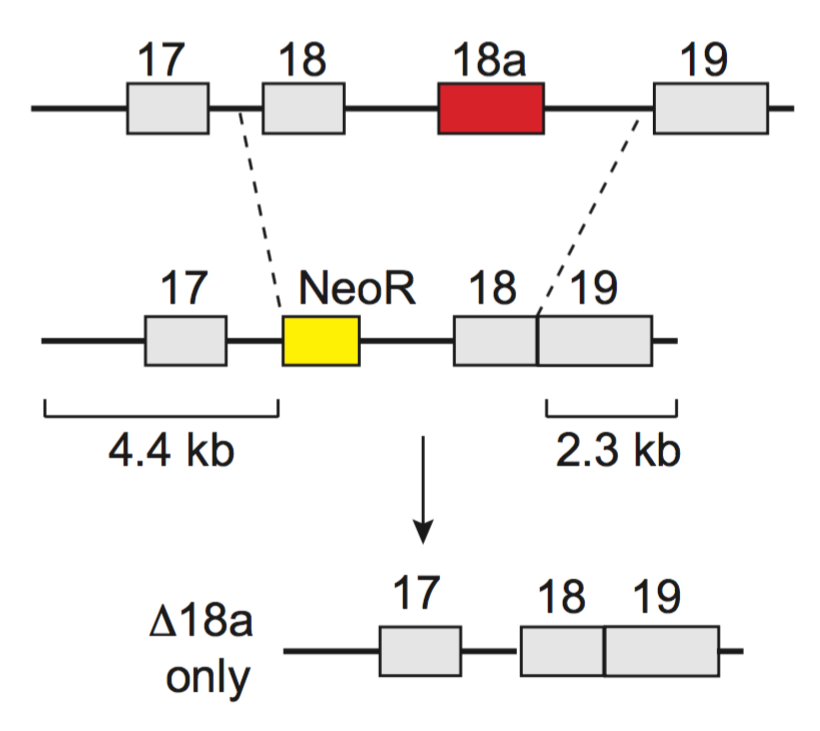 17 18 18a 19
17 NeoR 18 19
4.4 kb 2.3 kb
17 18 19
Δ18a
only